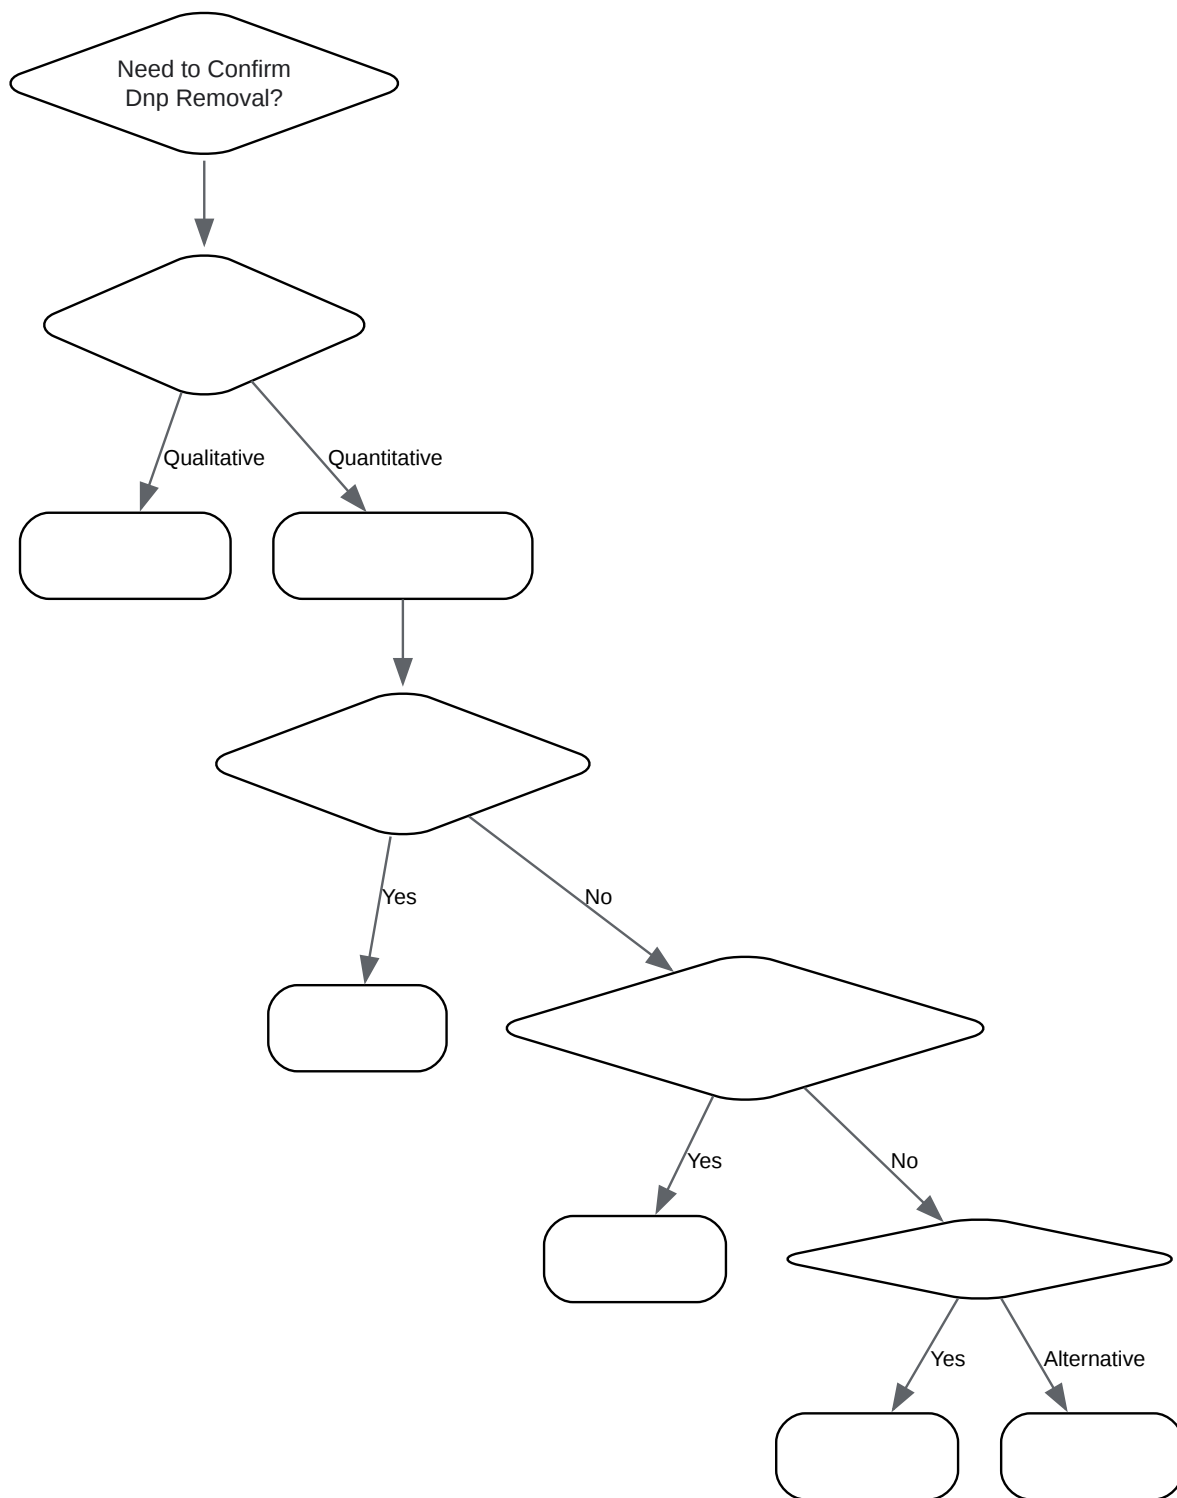 Need to Confirm
Dnp Removal?
Qualitative
Quantitative
Yes
No
Yes
No
Yes
Alternative